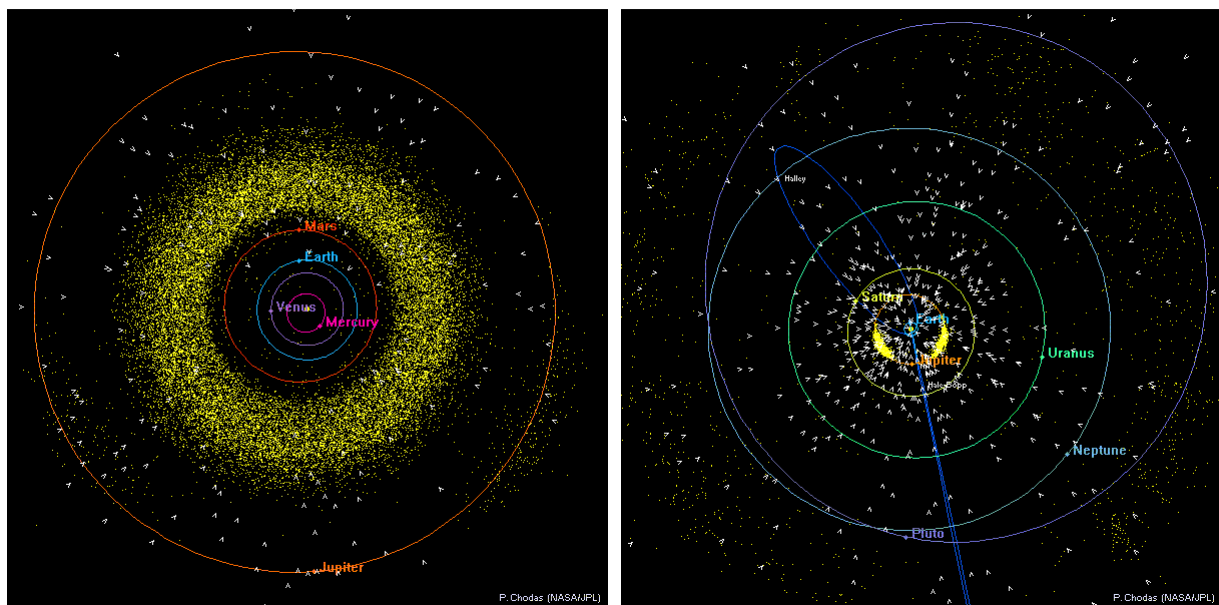 Mars
Earth
Venus
Mercury
Jupiter
P. Chodas (NASA/JPL)
Halley
Saturn
Earth
Jupiter
Hale-Bopp
Uranus
Neptune
Pluto
P. Chodas (NASA/JPL)